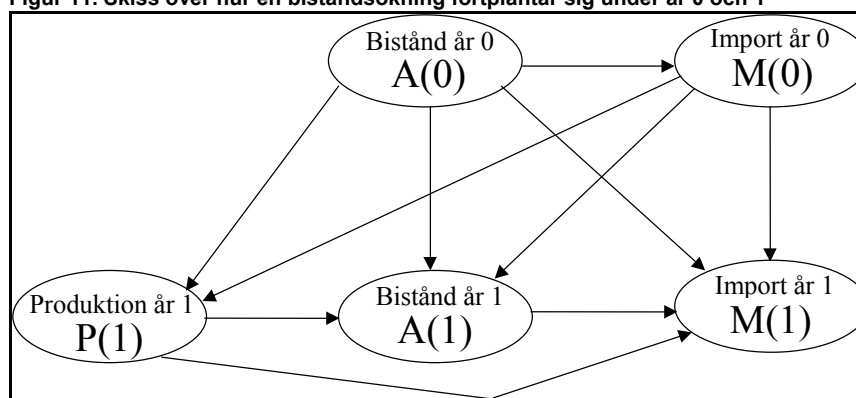 Figur 11. Skiss över hur en biståndsökning fortplantar sig under år 0 och 1
Bistånd år 0
A(0)
Import år 0
M(0)
Produktion år 1
P(1)
Bistånd år 1
A(1)
Import år 1
M(1)